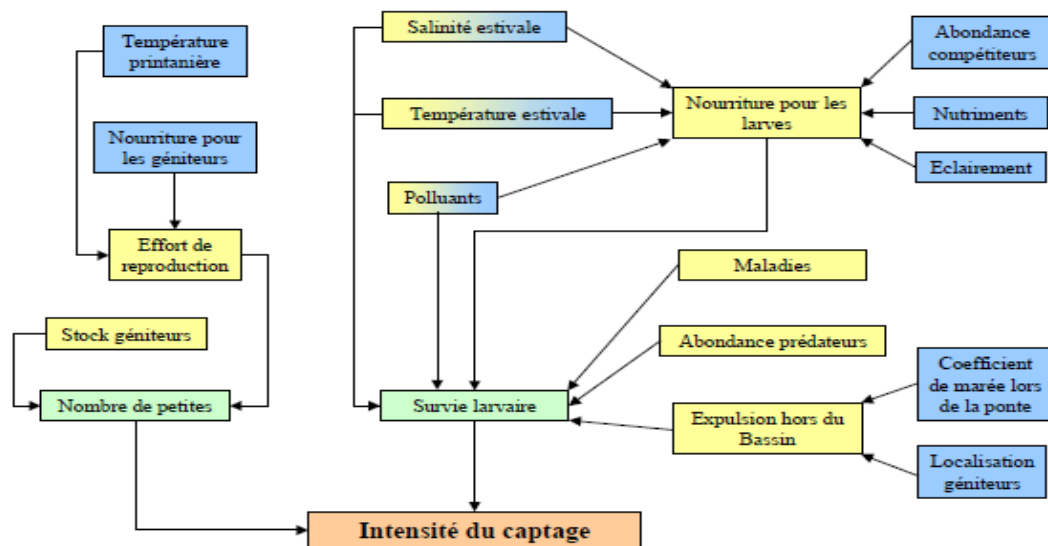 Température
printanière
Nourriture pour
les géniteurs
Effort de
reproduction
Stock géniteurs
Nombre de petites
Salinité estivale
Température estivale
Polluants
Nourriture pour les
larves
Abondance
compétiteurs
Nutriments
Eclairement
Maladies
Abondance prédateurs
Survie larvaire
Expulsion hors du
Bassin
Coefficient
de marée lors
de la ponte
Localisation
géniteurs
Intensité du captage